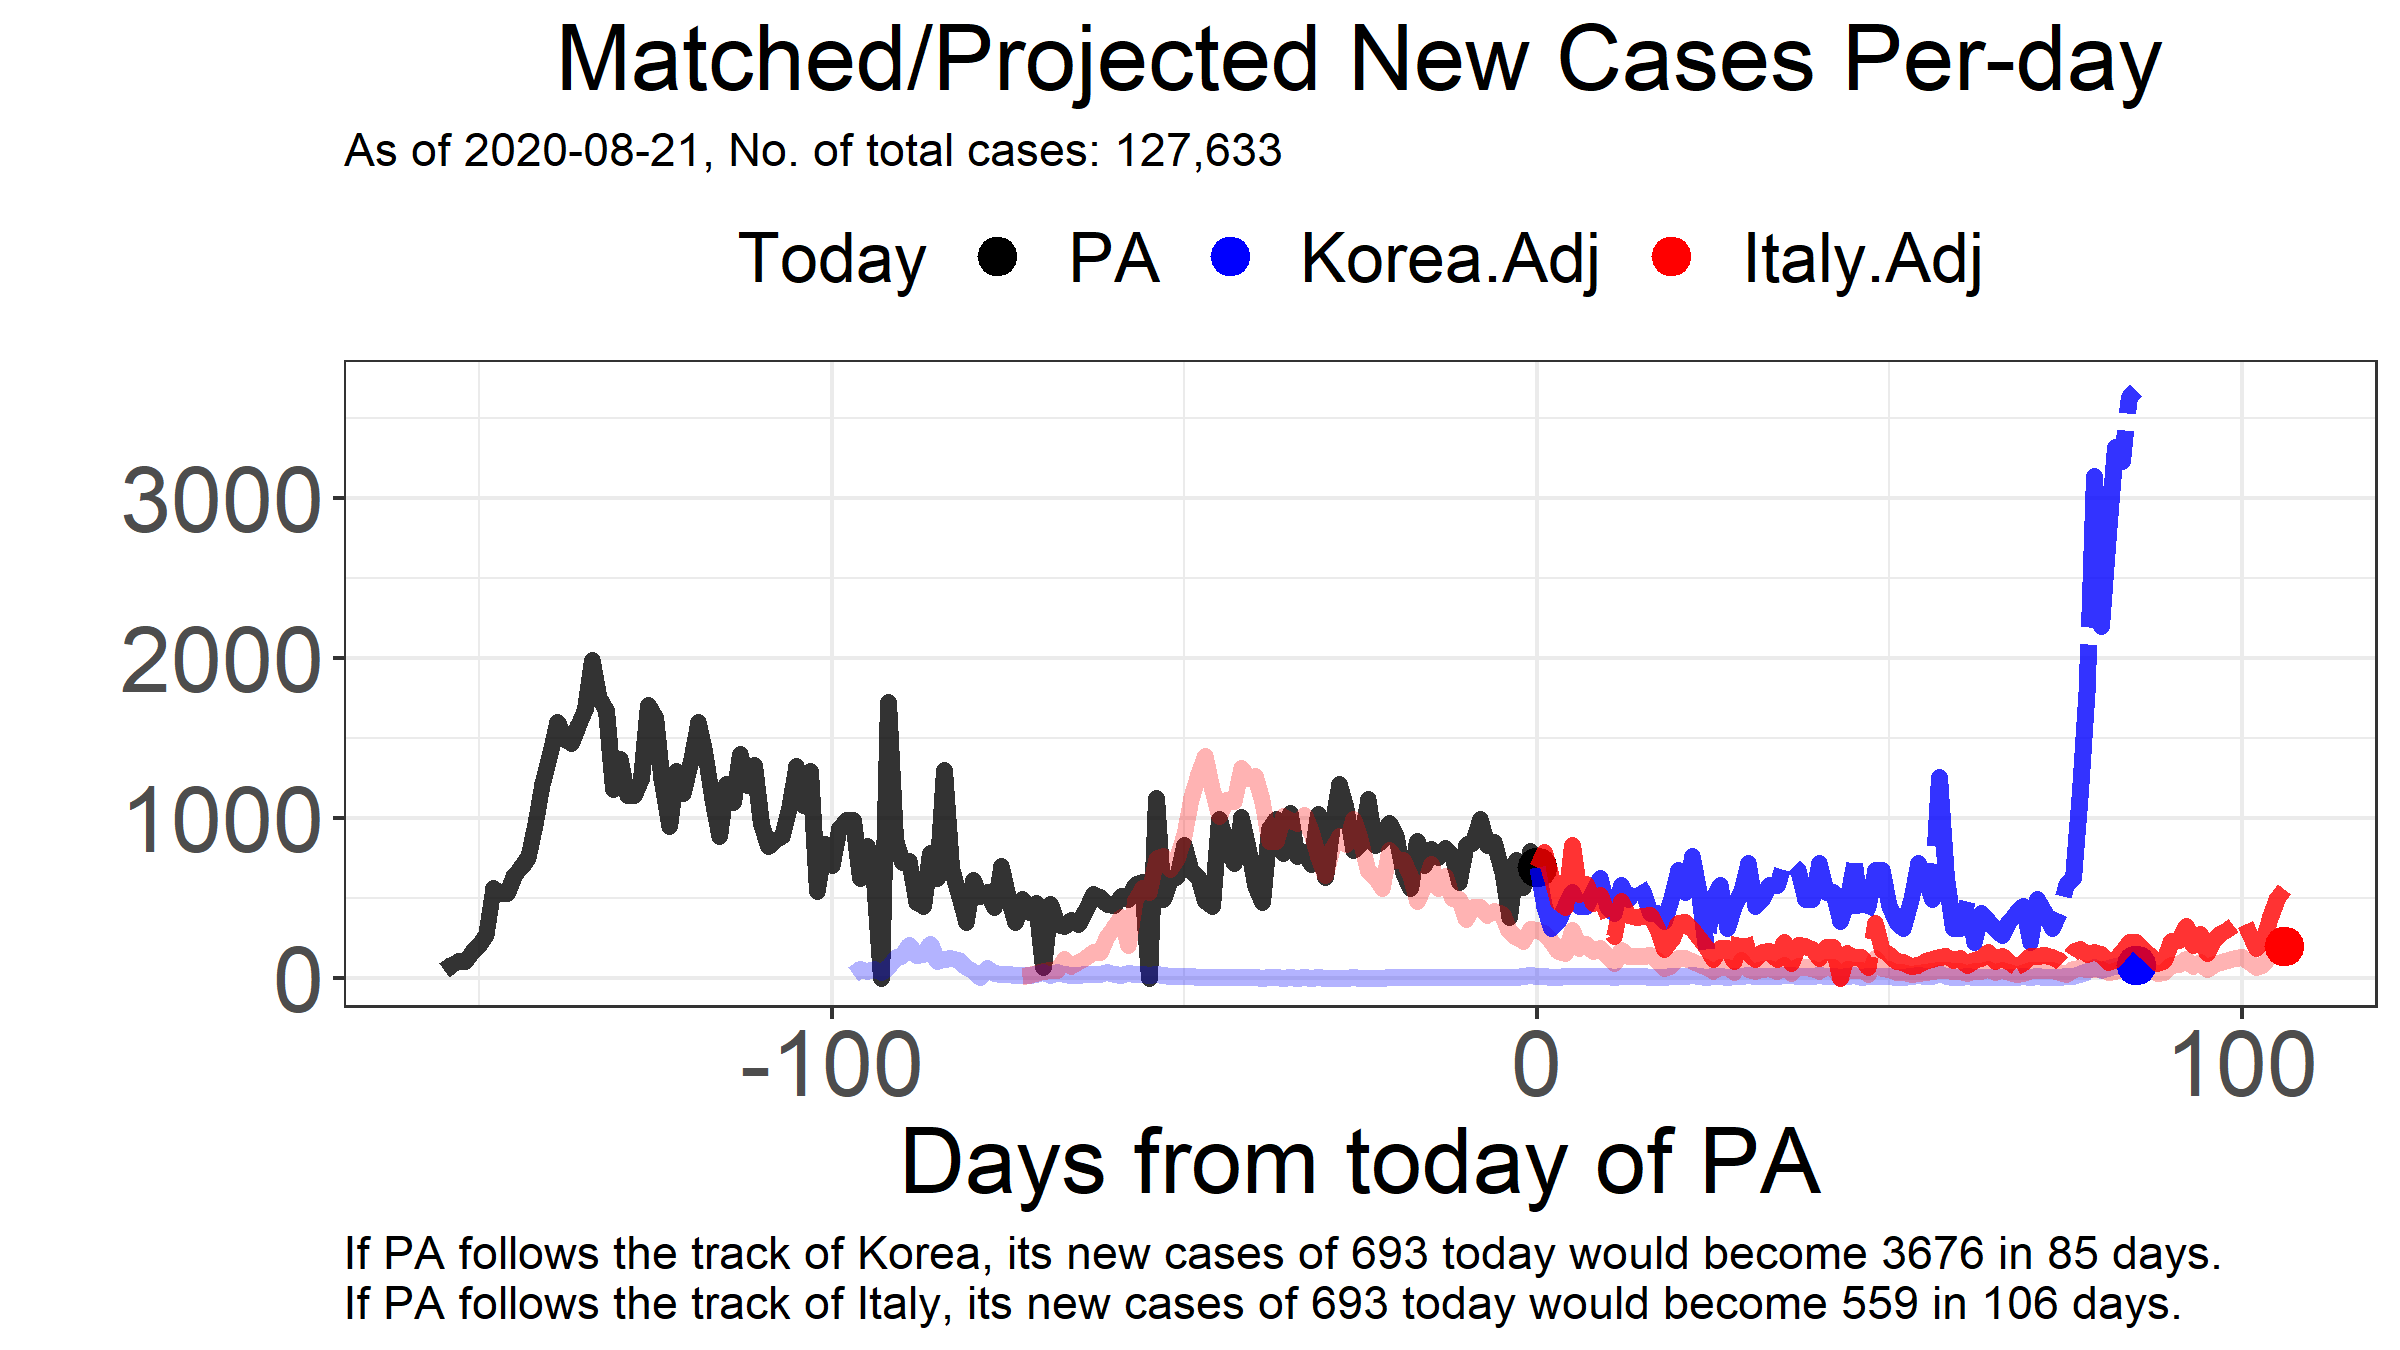 Matched/Projected New Cases Per-day
As of 2020-08-21, No. of total cases: 127,633
Today PA Korea.Adj Italy.Adj
3000
2000
1000
0
-100 0 100
Days from today of PA
If PA follows the track of Korea, its new cases of 693 today would become 3676 in 85 days.
If PA follows the track of Italy, its new cases of 693 today would become 559 in 106 days.